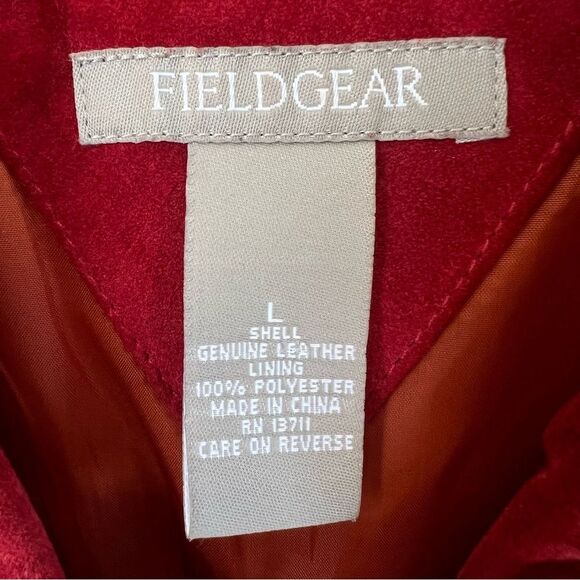 FIELDGEAR
L
SHELL
GENUINE LEATHER
LINING
100% POLYESTER
MADE IN CHINA
RN 13711
CARE ON REVERSE